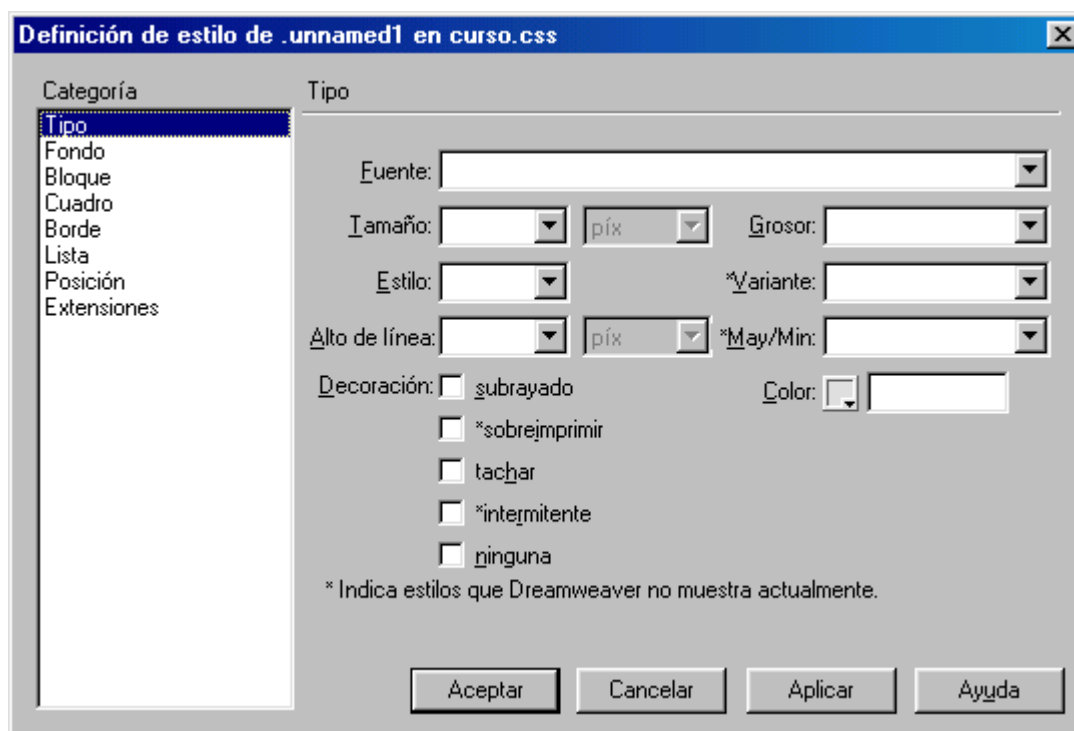 Definición de estilo de .unnamed1 en curso.css
Categoría
Tipo
Fondo
Bloque
Cuadro
Borde
Lista
Posición
Extensiones
Tipo
Fuente:
Tamaño: píx Grosor:
Estilo: *Variante:
Alto de línea: píx *May/Min:
Decoración: subrayado Color:
*sobreimprimir
tachar
*intermitente
ninguna
* Indica estilos que Dreamweaver no muestra actualmente.
Aceptar Cancelar Aplicar Ayuda